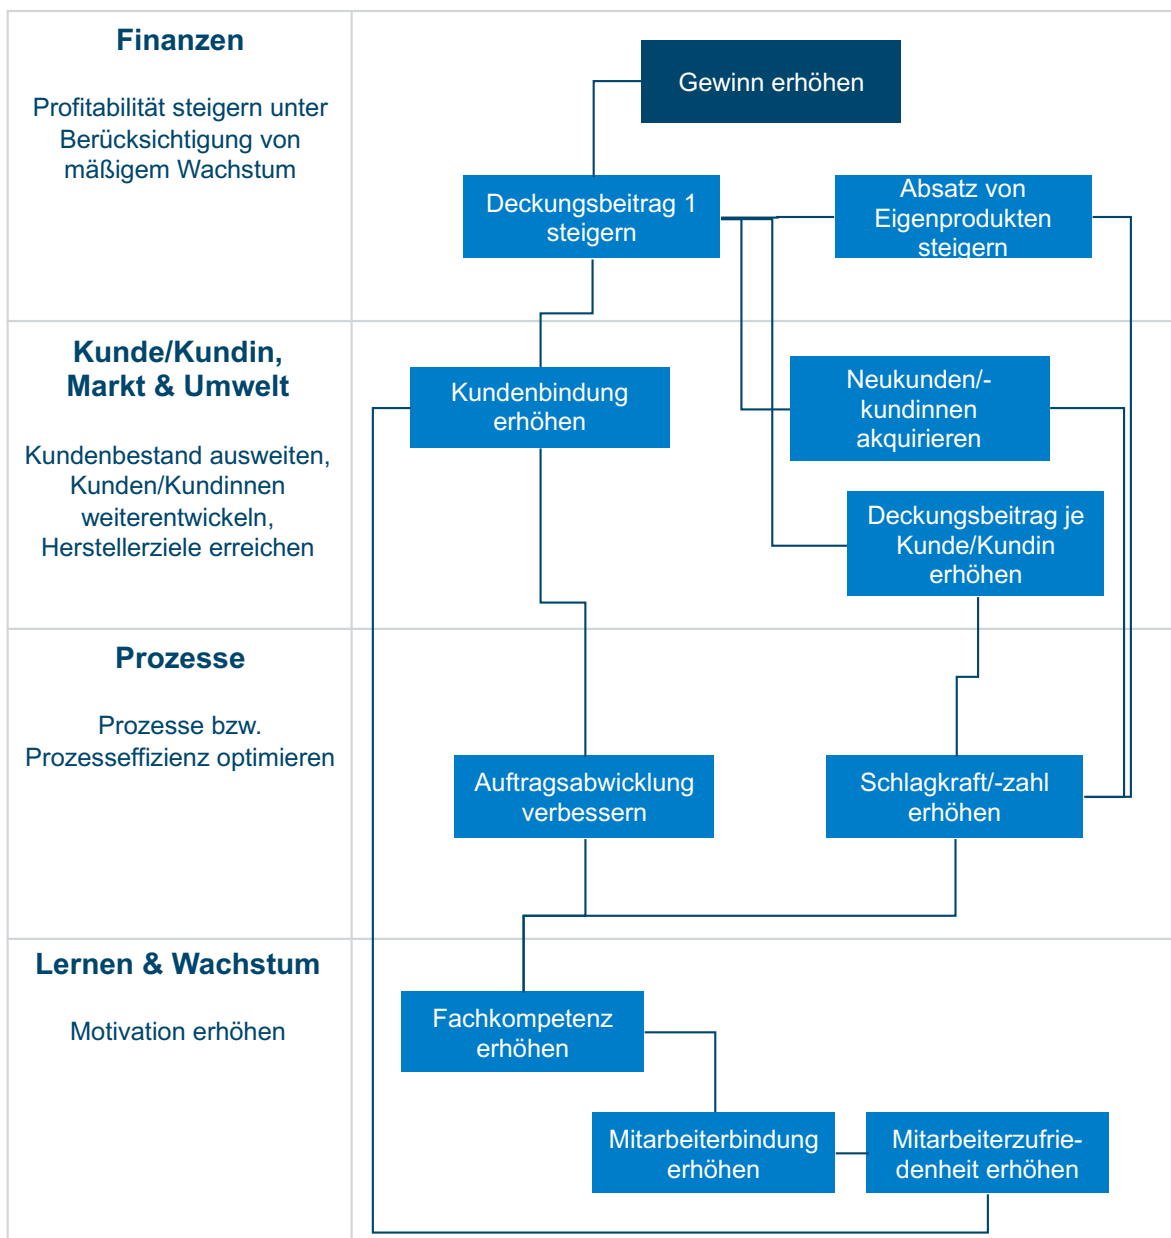 Finanzen
Profitabilität steigern unter
Berücksichtigung von
mäßigem Wachstum
Gewinn erhöhen
Deckungsbeitrag 1
steigern
Absatz von
Eigenprodukten
steigern
Kunde/Kundin,
Markt & Umwelt
Kundenbestand ausweiten,
Kunden/Kundinnen
weiterentwickeln,
Herstellerziele erreichen
Kundenbindung
erhöhen
Neukunden/-
kundinnen
akquirieren
Deckungsbeitrag je
Kunde/Kundin
erhöhen
Prozesse
Prozesse bzw.
Prozesseffizienz optimieren
Auftragsabwicklung
verbessern
Schlagkraft/-zahl
erhöhen
Lernen & Wachstum
Motivation erhöhen
Fachkompetenz
erhöhen
Mitarbeiterbindung
erhöhen
Mitarbeiterzufrie-
denheit erhöhen